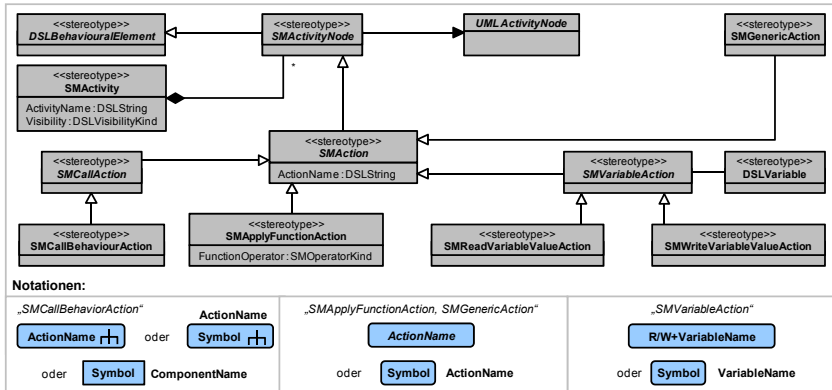 <<stereotype>>
DSLBehaviouralElement
<<stereotype>>
SMActivityNode
UMLActivityNode
<<stereotype>>
SMGenericAction
*
<<stereotype>>
SMActivity
ActivityName:DSLString
Visibility:DSLVisibilityKind
<<stereotype>>
SMAction
ActionName:DSLString
<<stereotype>>
SMCallAction
<<stereotype>>
SMVariableAction
<<stereotype>>
DSLVariable
<<stereotype>>
SMCallBehaviourAction
<<stereotype>>
SMApplyFunctionAction
FunctionOperator:SMOperatorKind
<<stereotype>>
SMReadVariableValueAction
<<stereotype>>
SMWriteVariableValueAction
Notationen:
„SMCallBehaviorAction“
ActionName
ActionName oder Symbol
oder Symbol ComponentName
„SMApplyFunctionAction, SMGenericAction“
ActionName
oder Symbol ActionName
„SMVariableAction“
R/W+VariableName
oder Symbol VariableName